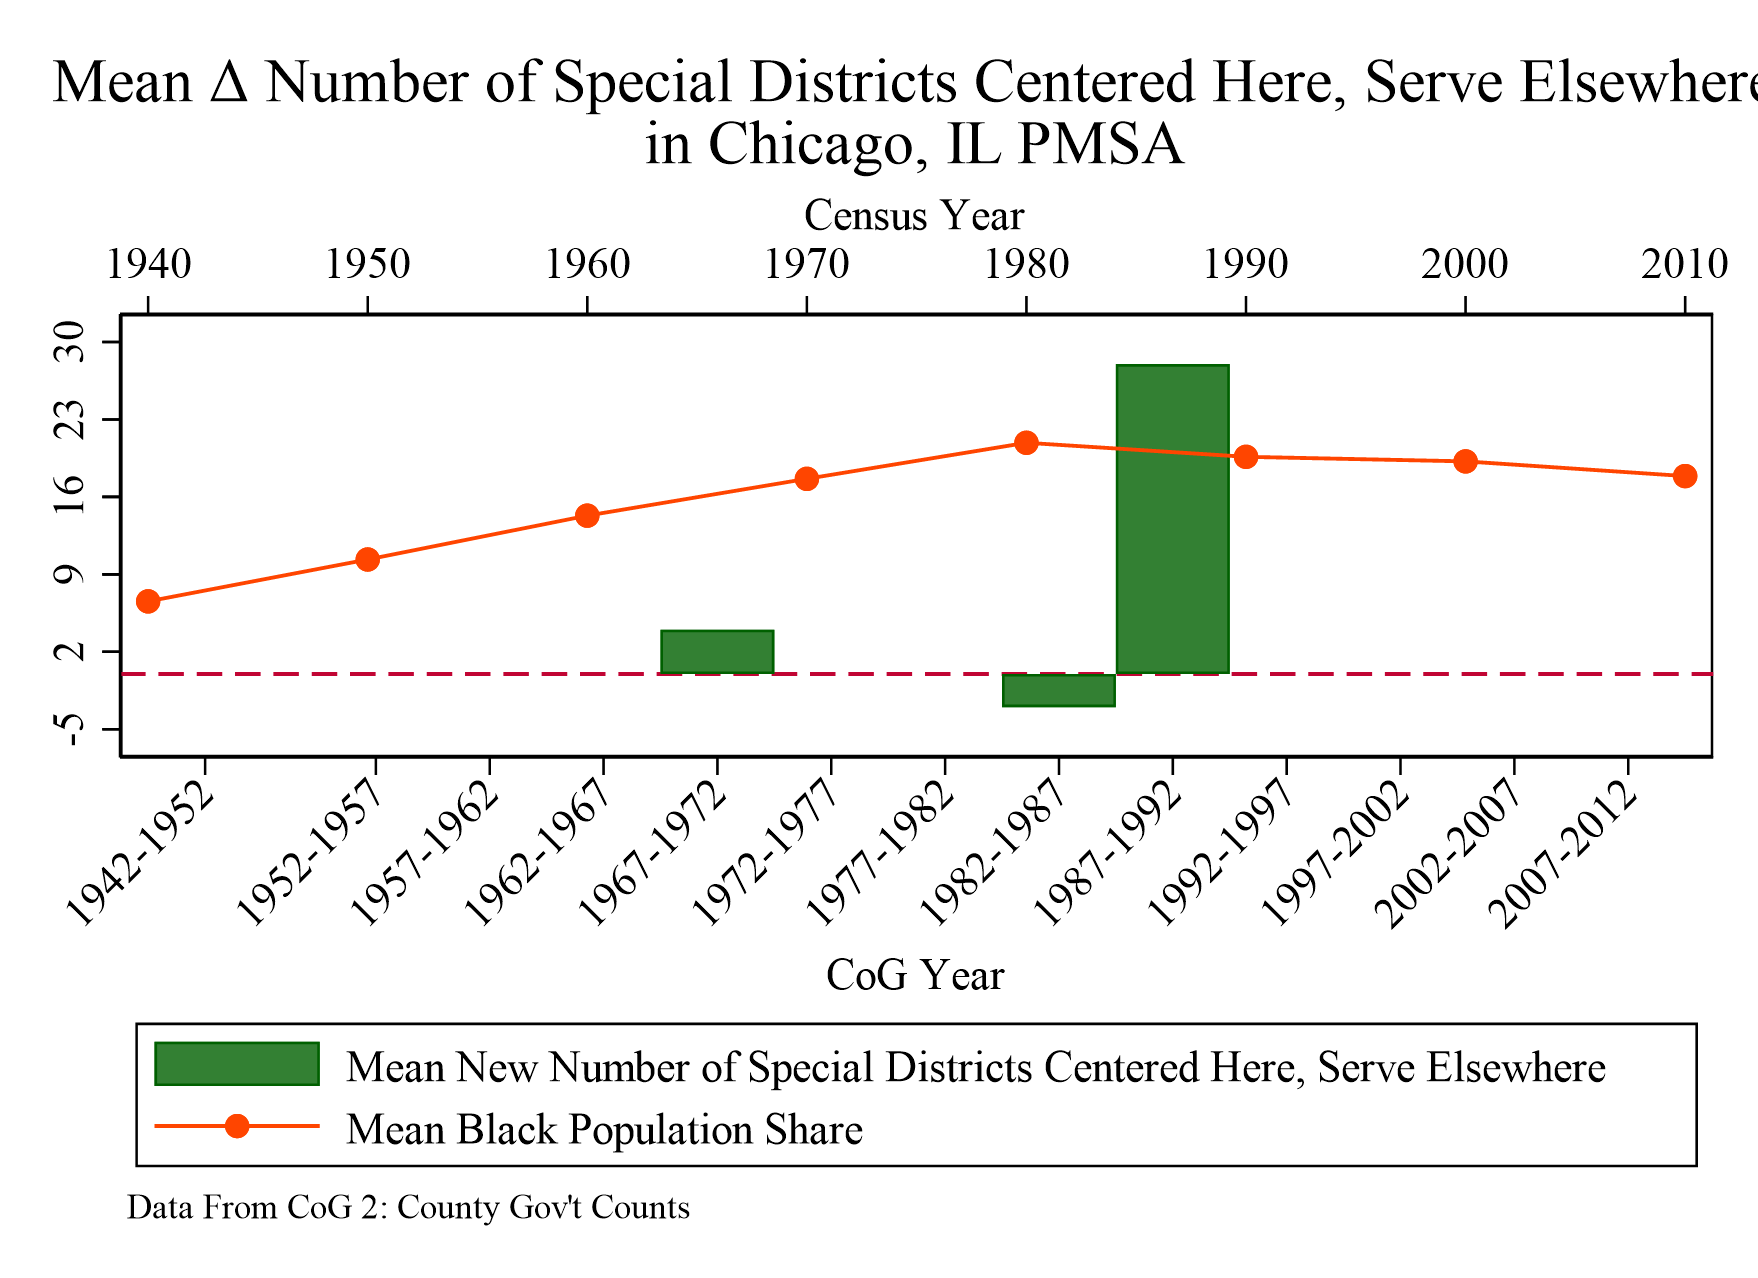 Mean Δ Number of Special Districts Centered Here, Serve Elsewhere
in Chicago, IL PMSA
Census Year
1940 1950 1960 1970 1980 1990 2000 2010
30
23
16
9
2
-5
1942-1952 1952-1957 1957-1962 1962-1967 1967-1972 1972-1977 1977-1982 1982-1987 1987-1992 1992-1997 1997-2002 2002-2007 2007-2012
CoG Year
Mean New Number of Special Districts Centered Here, Serve Elsewhere
Mean Black Population Share
Data From CoG 2: County Gov't Counts